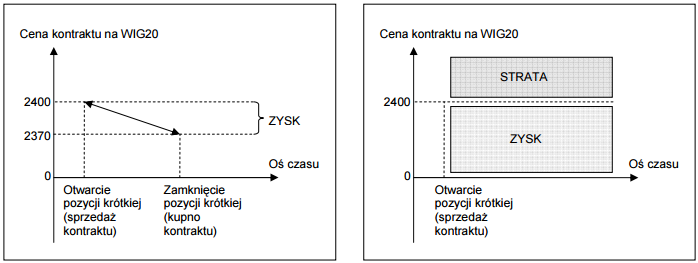 Cena kontraktu na WIG20
2400
2370
ZYSK
Oś czasu
0
Otwarcie
pozycji krótkiej
(sprzedaż
kontraktu)
Zamknięcie
pozycji krótkiej
(kupno
kontraktu)
Cena kontraktu na WIG20
STRATA
2400
ZYSK
Oś czasu
0
Otwarcie
pozycji krótkiej
(sprzedaż
kontraktu)